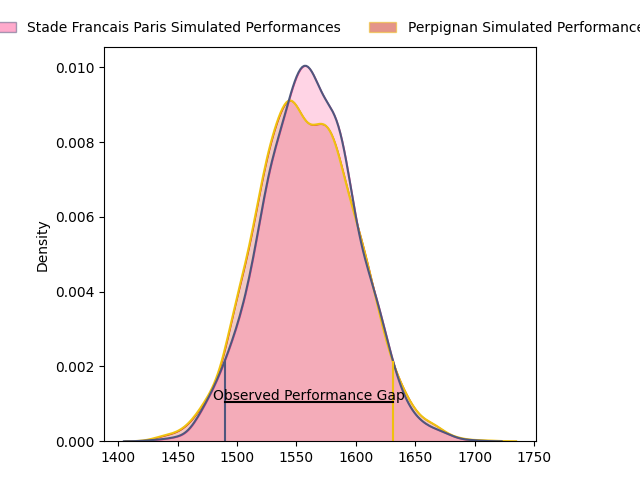 Stade Francais Paris Simulated Performances Perpignan Simulated Performance
0.010
0.008
0.006
0.004
0.002
0.000
Density
Observed Performance Gap
1400 1450 1500 1550 1600 1650 1700 1750